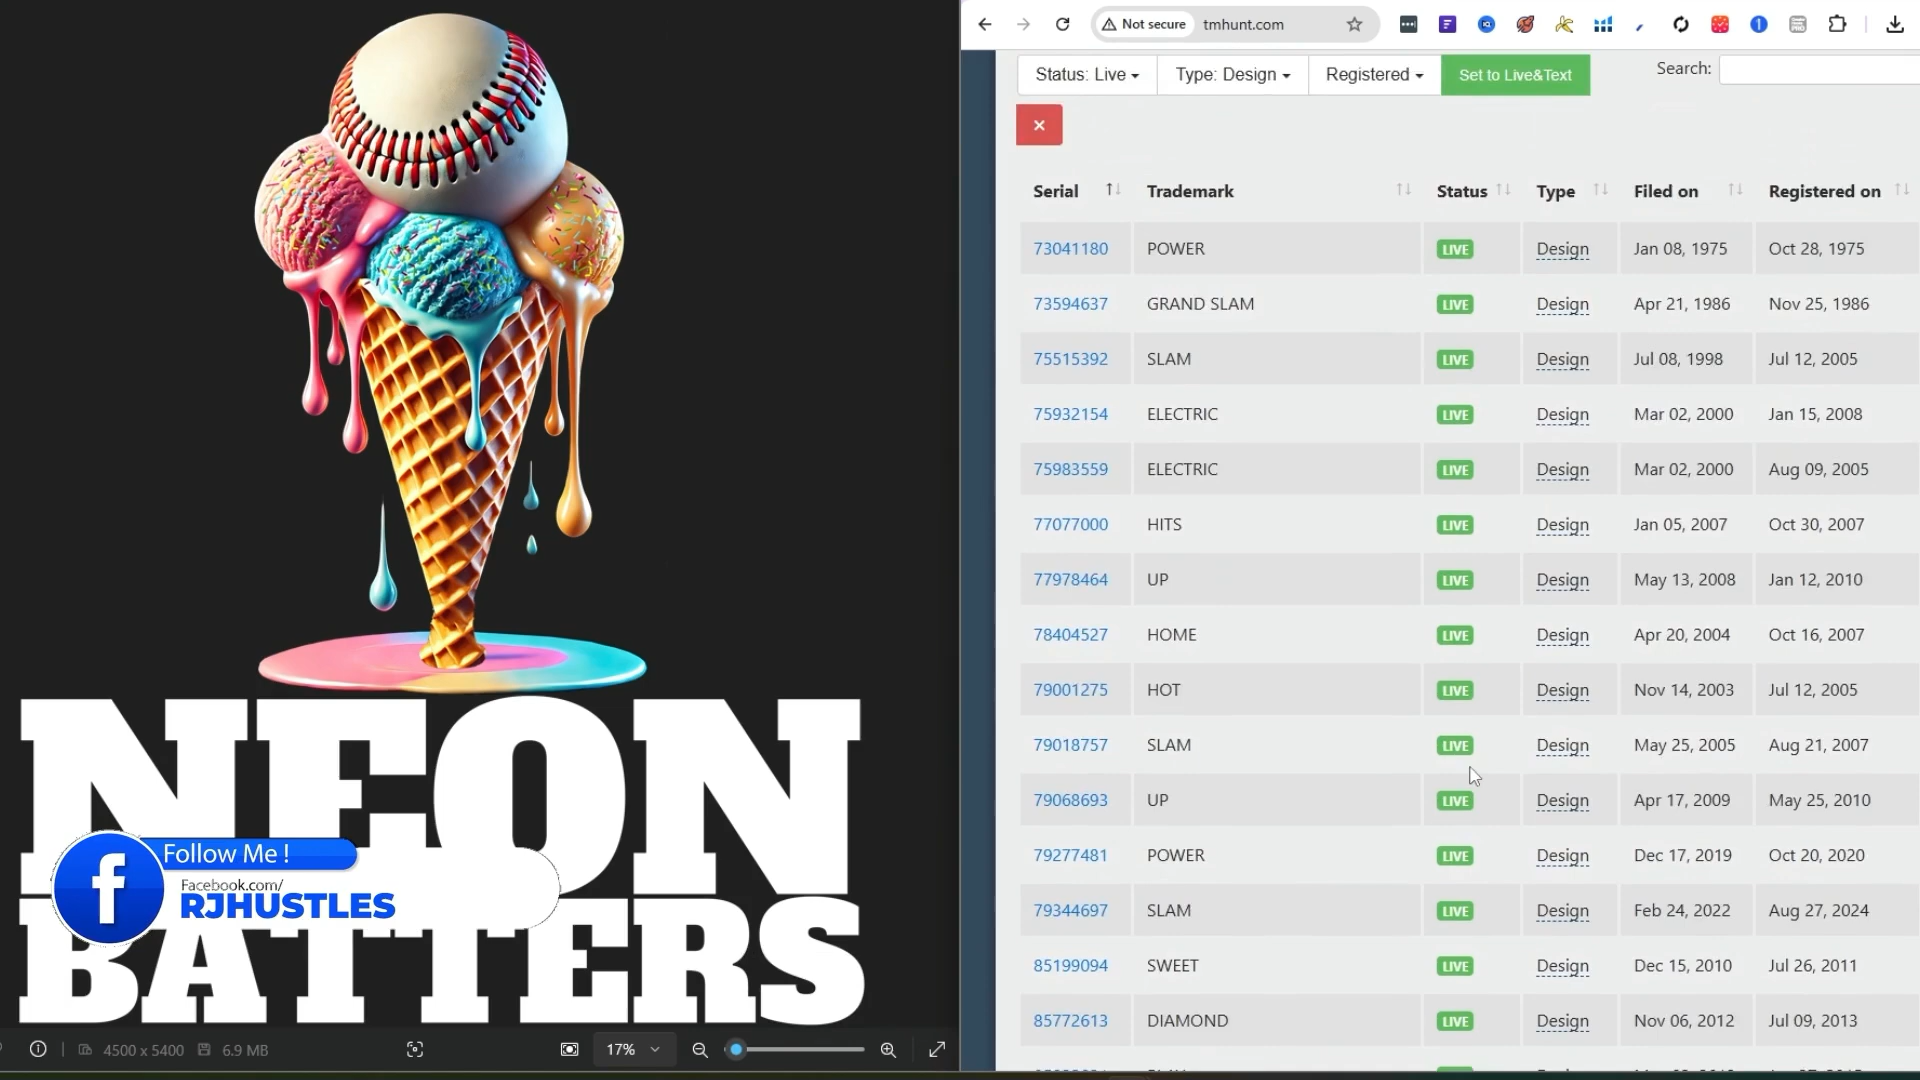 NEON
BATTERS
Follow Me !
Facebook.com/
RJHUSTLES
4500 x 5400
6.9 MB
17%
Not secure
tmhunt.com
Status: Live
Type: Design
Registered
Set to Live&Text
Search:
×
Serial Trademark Status Type Filed on Registered on
73041180 POWER LIVE Design Jan 08, 1975 Oct 28, 1975
73594637 GRAND SLAM LIVE Design Apr 21, 1986 Nov 25, 1986
75515392 SLAM LIVE Design Jul 08, 1998 Jul 12, 2005
75932154 ELECTRIC LIVE Design Mar 02, 2000 Jan 15, 2008
75983559 ELECTRIC LIVE Design Mar 02, 2000 Aug 09, 2005
77077000 HITS LIVE Design Jan 05, 2007 Oct 30, 2007
77978464 UP LIVE Design May 13, 2008 Jan 12, 2010
78404527 HOME LIVE Design Apr 20, 2004 Oct 16, 2007
79001275 HOT LIVE Design Nov 14, 2003 Jul 12, 2005
79018757 SLAM LIVE Design May 25, 2005 Aug 21, 2007
79068693 UP LIVE Design Apr 17, 2009 May 25, 2010
79277481 POWER LIVE Design Dec 17, 2019 Oct 20, 2020
79344697 SLAM LIVE Design Feb 24, 2022 Aug 27, 2024
85199094 SWEET LIVE Design Dec 15, 2010 Jul 26, 2011
85772613 DIAMOND LIVE Design Nov 06, 2012 Jul 09, 2013